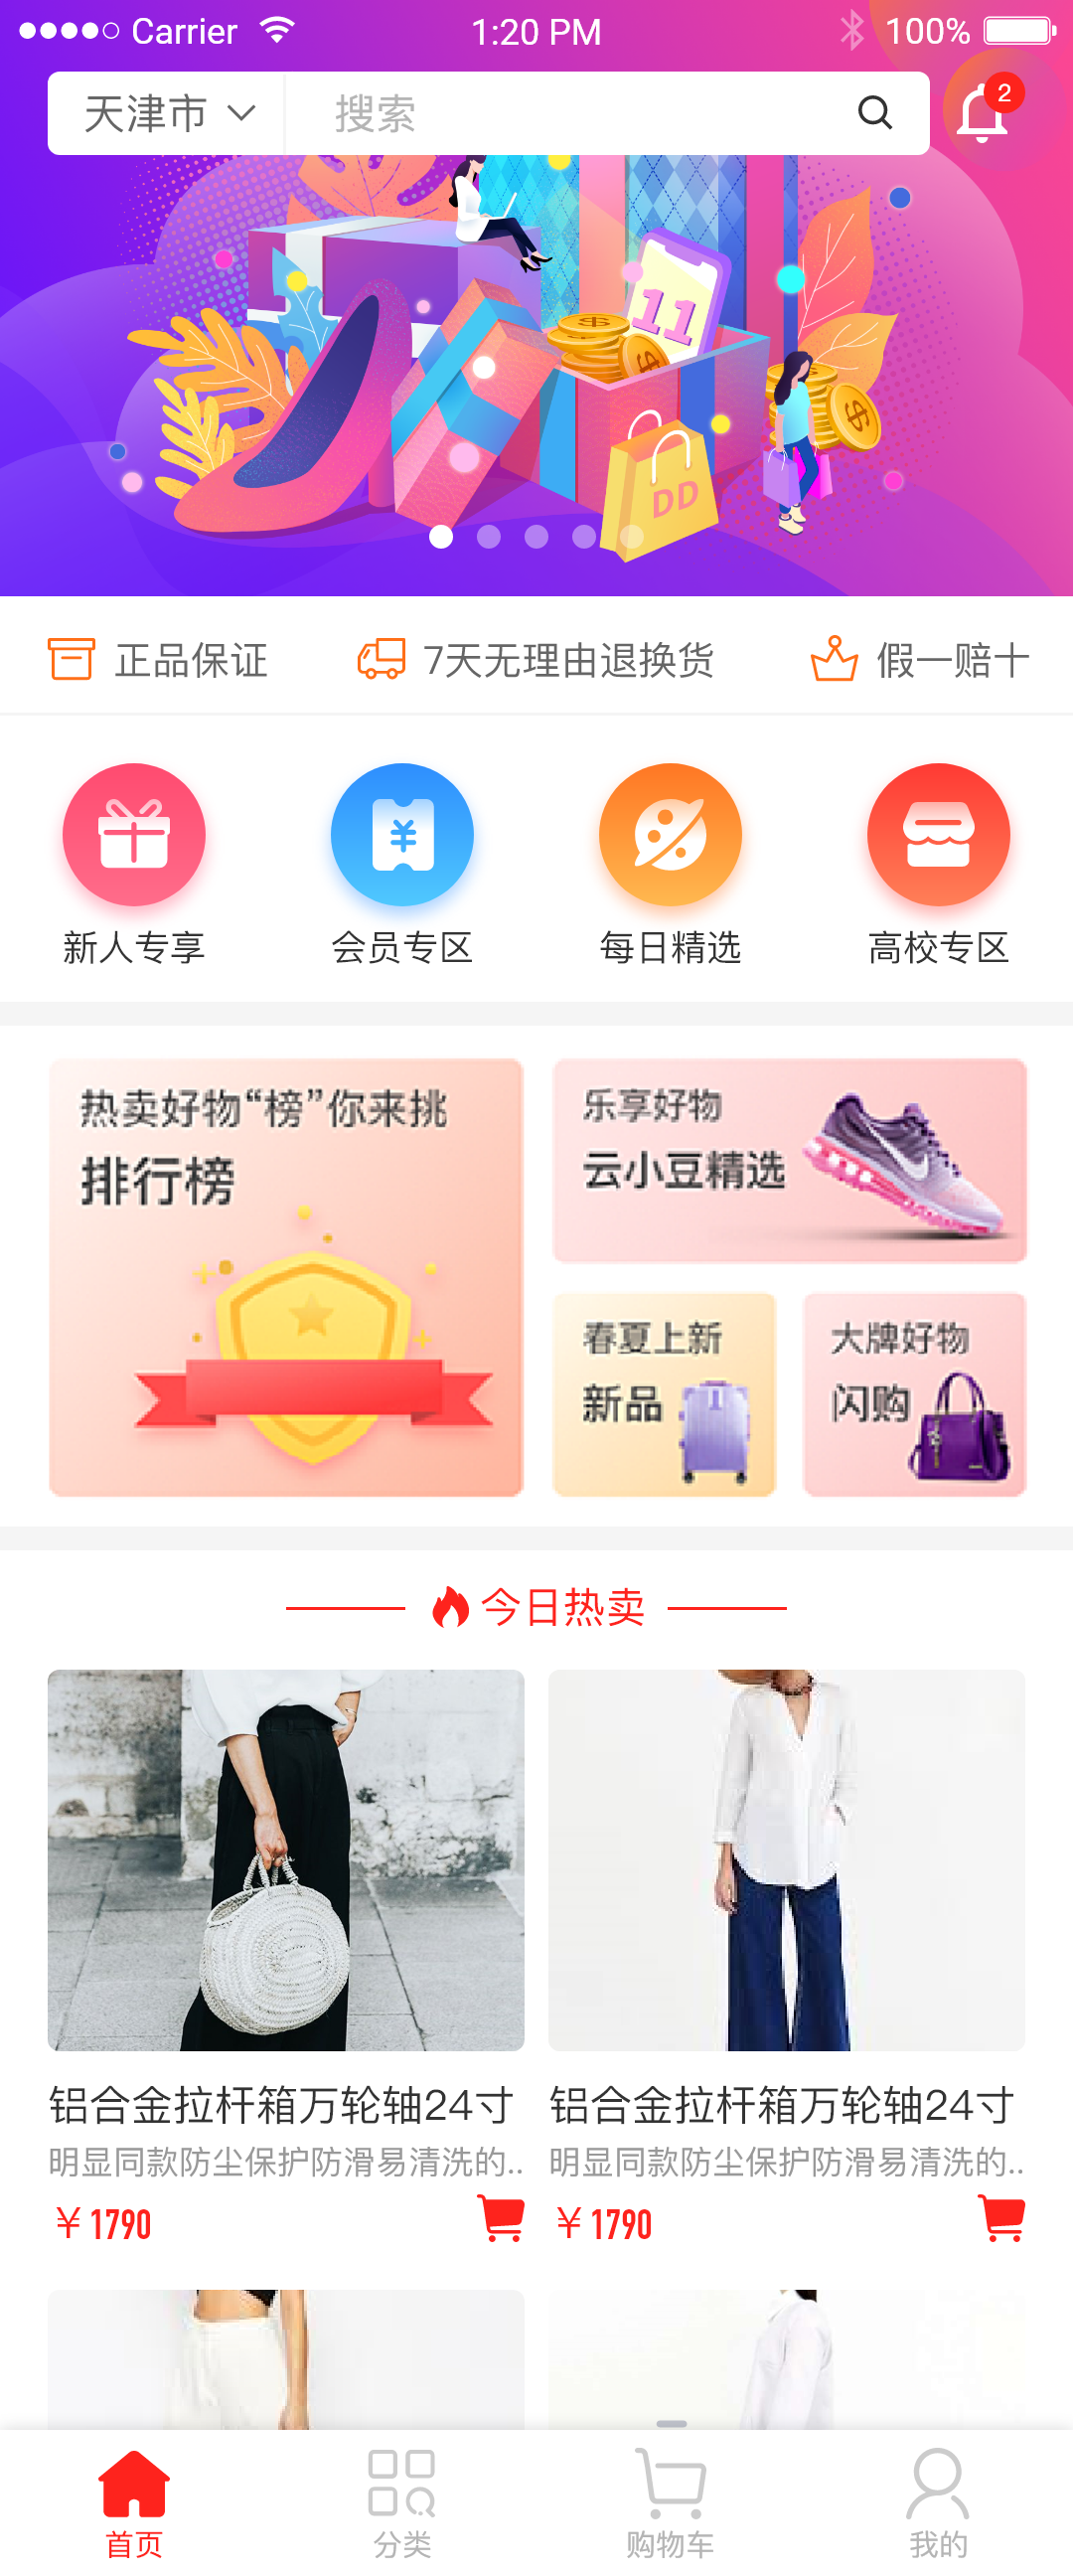 Carrier 1:20 PM 100%
天津市 搜索 2
11
DD
正品保证 7天无理由退换货 假一赔十
新人专享 会员专区 每日精选 高校专区
热卖好物“榜”你来挑
排行榜
乐享好物
云小豆精选
春夏上新
新品
大牌好物
闪购
今日热卖
铝合金拉杆箱万轮轴24寸 铝合金拉杆箱万轮轴24寸
明显同款防尘保护防滑易清洗的.. 明显同款防尘保护防滑易清洗的..
￥1790 ￥1790
首页 分类 购物车 我的